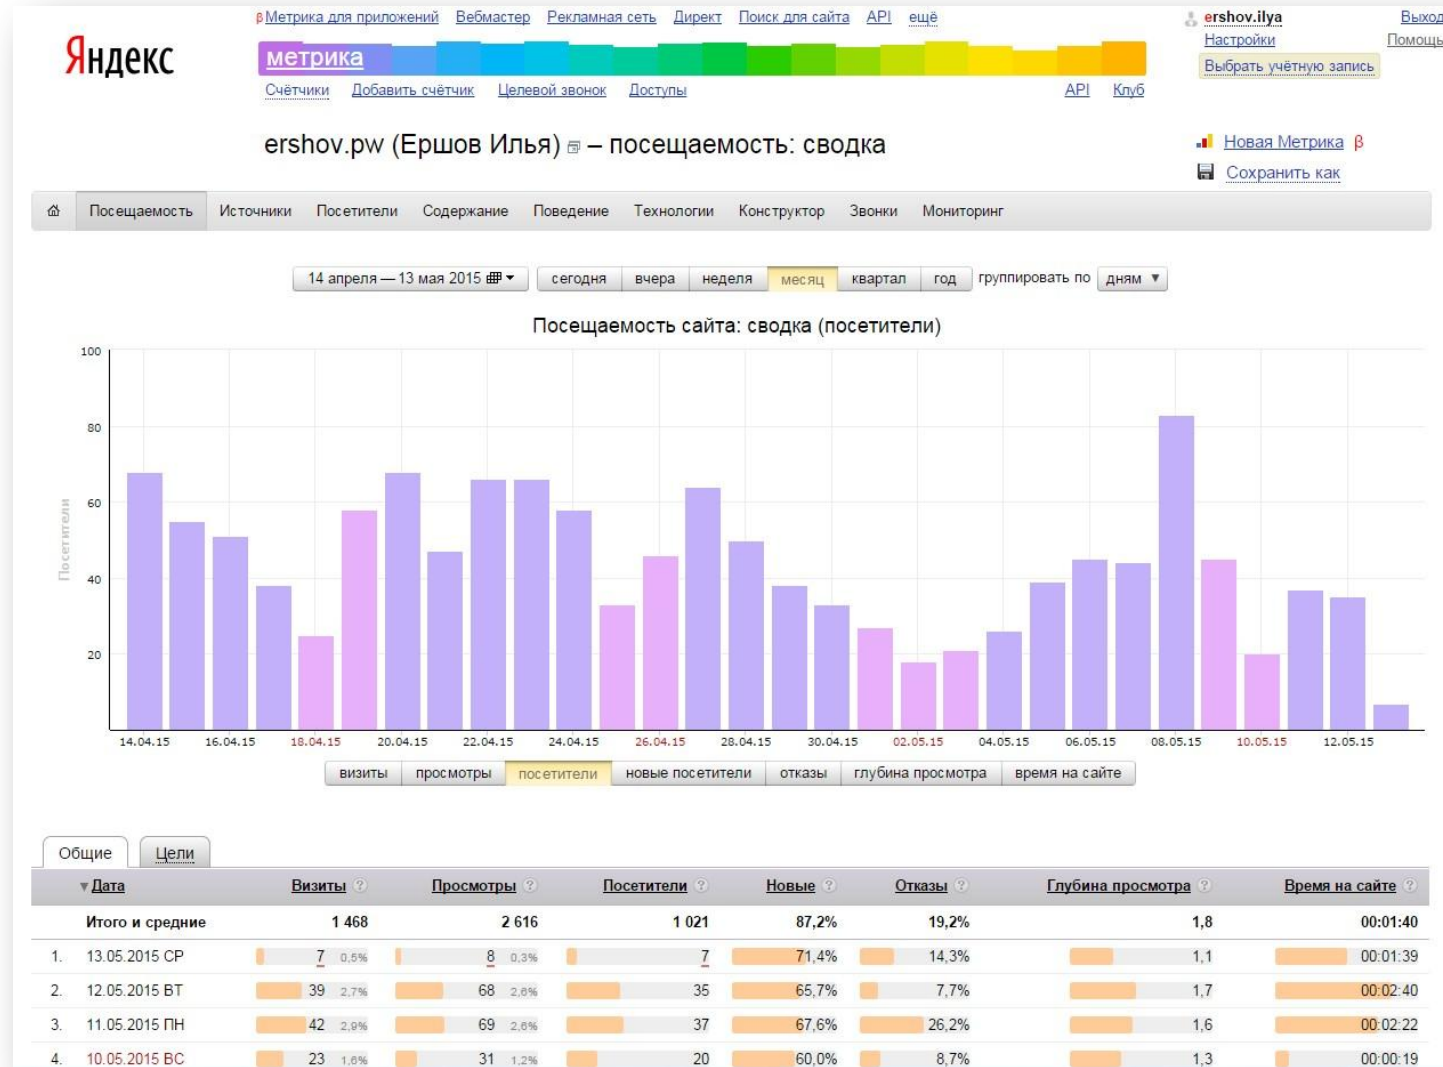 β Метрика для приложений Вебмастер Рекламная сеть Директ Поиск для сайта API ещё
ershov.ilya Выход
Яндекс
метрика
Настройки Помощь
Выбрать учётную запись
Счётчики Добавить счётчик Целевой звонок Доступы API Клуб
ershov.pw (Ершов Илья) – посещаемость: сводка
Новая Метрика β
Сохранить как
Посещаемость Источники Посетители Содержание Поведение Технологии Конструктор Звонки Мониторинг
14 апреля — 13 мая 2015 сегодня вчера неделя месяц квартал год группировать по дням
Посещаемость сайта: сводка (посетители)
100
80
60
40
20
Посетители
14.04.15 16.04.15 18.04.15 20.04.15 22.04.15 24.04.15 26.04.15 28.04.15 30.04.15 02.05.15 04.05.15 06.05.15 08.05.15 10.05.15 12.05.15
визиты просмотры посетители новые посетители отказы глубина просмотра время на сайте
Общие Цели
▼ Дата Визиты ? Просмотры ? Посетители ? Новые ? Отказы ? Глубина просмотра ? Время на сайте ?
Итого и средние 1 468 2 616 1 021 87,2% 19,2% 1,8 00:01:40
1. 13.05.2015 СР 7 0,5% 8 0,3% 7 71,4% 14,3% 1,1 00:01:39
2. 12.05.2015 ВТ 39 2,7% 68 2,6% 35 65,7% 7,7% 1,7 00:02:40
3. 11.05.2015 ПН 42 2,9% 69 2,6% 37 67,6% 26,2% 1,6 00:02:22
4. 10.05.2015 ВС 23 1,6% 31 1,2% 20 60,0% 8,7% 1,3 00:00:19